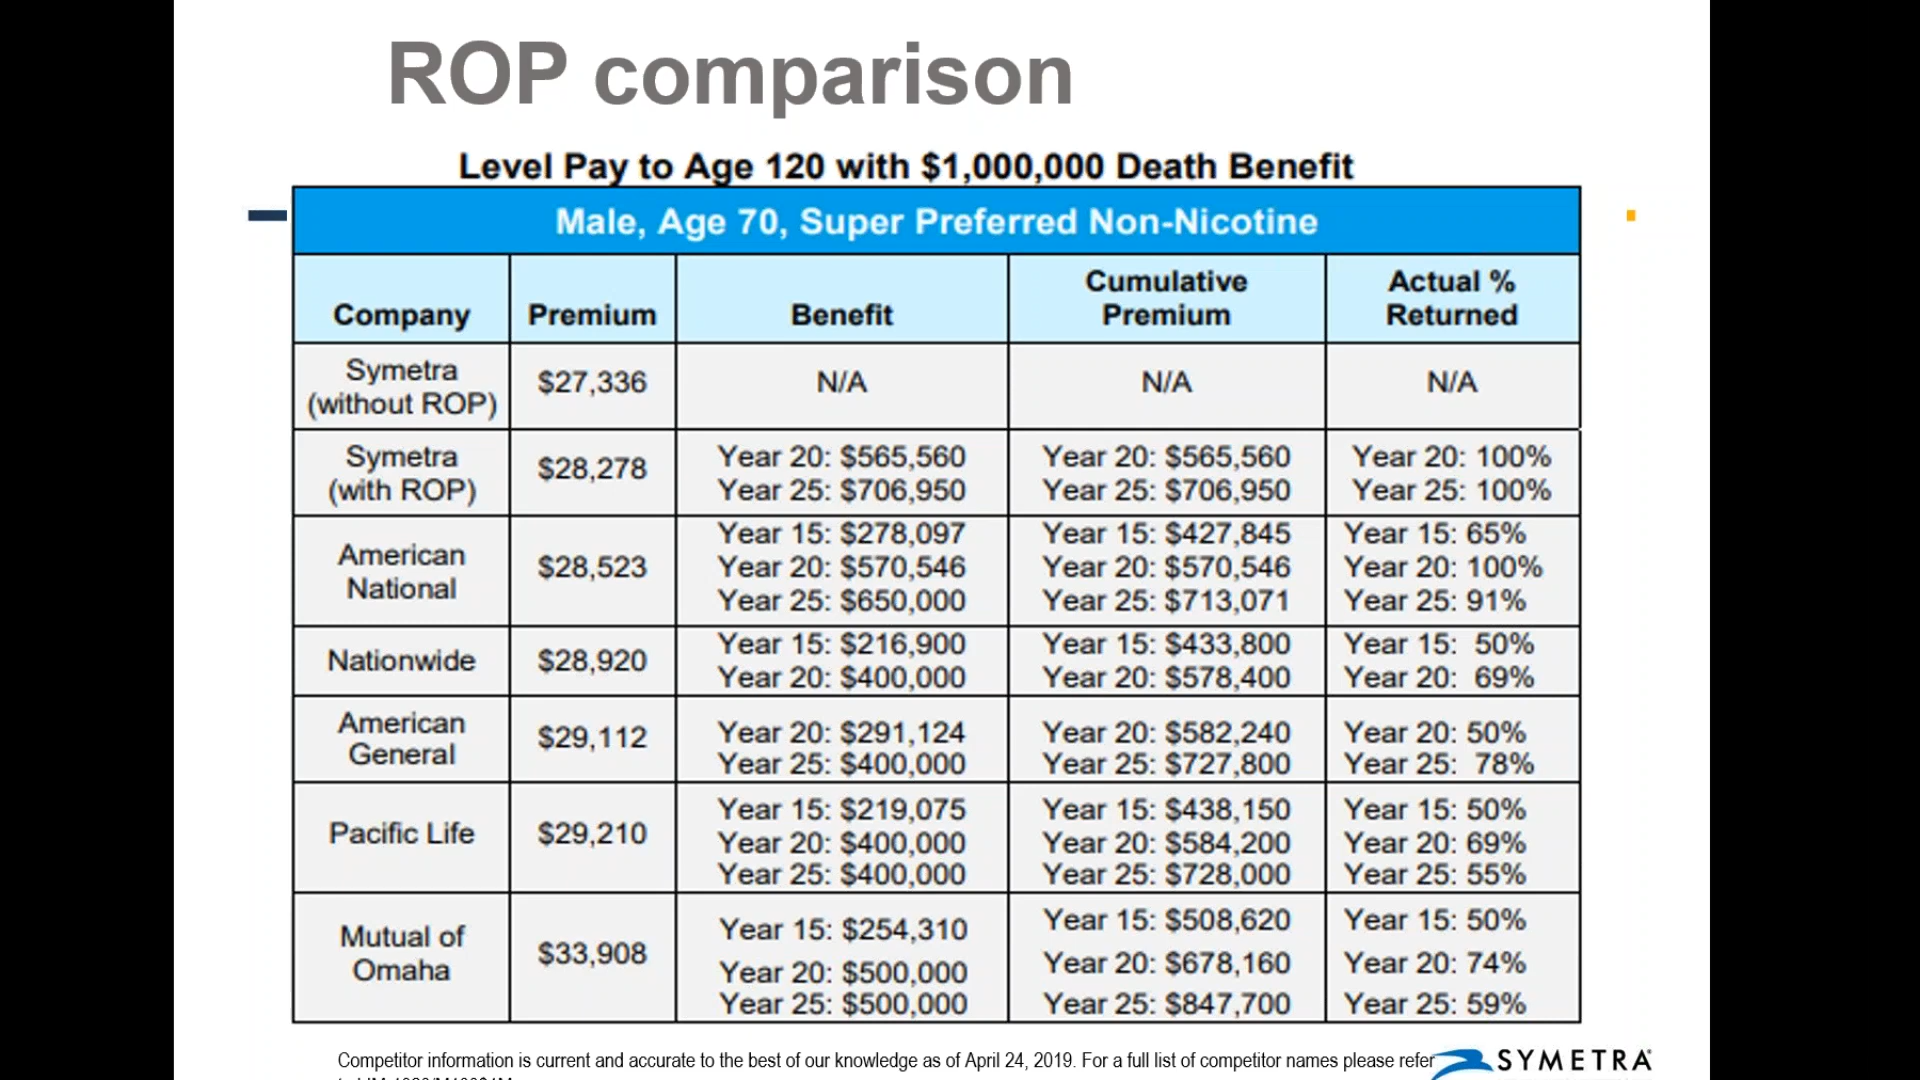 ROP comparison
Level Pay to Age 120 with $1,000,000 Death Benefit
Male, Age 70, Super Preferred Non-Nicotine
Company Premium Benefit Cumulative Premium Actual % Returned
Symetra (without ROP) $27,336 N/A N/A N/A
Symetra (with ROP) $28,278
Year 20: $565,560 Year 20: $565,560 Year 20: 100%
Year 25: $706,950 Year 25: $706,950 Year 25: 100%
American National $28,523
Year 15: $278,097 Year 15: $427,845 Year 15: 65%
Year 20: $570,546 Year 20: $570,546 Year 20: 100%
Year 25: $650,000 Year 25: $713,071 Year 25: 91%
Nationwide $28,920
Year 15: $216,900 Year 15: $433,800 Year 15: 50%
Year 20: $400,000 Year 20: $578,400 Year 20: 69%
American General $29,112
Year 20: $291,124 Year 20: $582,240 Year 20: 50%
Year 25: $400,000 Year 25: $727,800 Year 25: 78%
Pacific Life $29,210
Year 15: $219,075 Year 15: $438,150 Year 15: 50%
Year 20: $400,000 Year 20: $584,200 Year 20: 69%
Year 25: $400,000 Year 25: $728,000 Year 25: 55%
Mutual of Omaha $33,908
Year 15: $254,310 Year 15: $508,620 Year 15: 50%
Year 20: $500,000 Year 20: $678,160 Year 20: 74%
Year 25: $500,000 Year 25: $847,700 Year 25: 59%
Competitor information is current and accurate to the best of our knowledge as of April 24, 2019. For a full list of competitor names please refer
SYMETRA